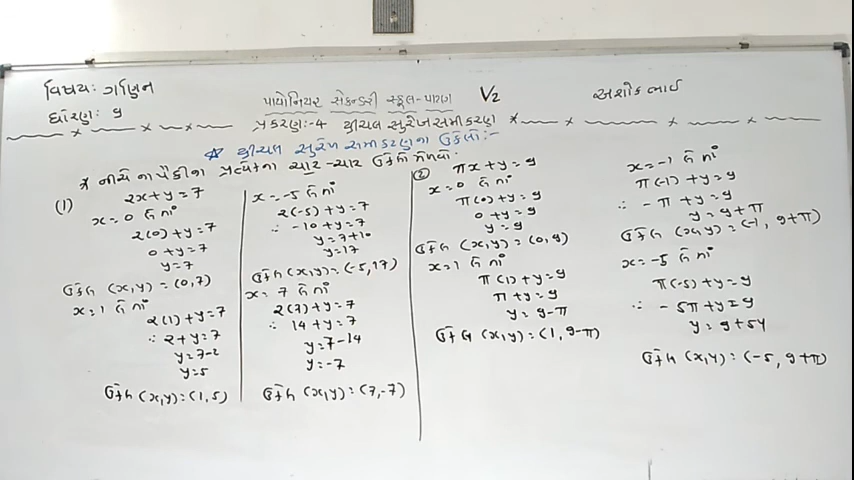 વિષય: ગણિત
ધોરણ: ૯
પાયોનિયર સેકન્ડરી સ્કૂલ-પાટણ V2
અશોકભાઈ
પ્રકરણ:-4 દ્વિચલ સુરેખ સમીકરણ
☆ દ્વિચલ સુરેખ સમીકરણના ઉકેલો:-
* નીચેનાપૈકીના પ્રત્યેકના ચાર-ચાર ઉકેલો મેળવો:
(1) 2x+y=7
x=0 લેતાં
2(0)+y=7
0+y=7
y=7
ઉકેલ (x,y)=(0,7)
x=1 લેતાં
2(1)+y=7
∴ 2+y=7
y=7-2
y=5
ઉકેલ (x,y)=(1,5)
x=-5 લેતાં
2(-5)+y=7
∴ -10+y=7
y=7+10
y=17
ઉકેલ (x,y)=(-5,17)
x= 7 લેતાં
2(7)+y=7
∴ 14+y=7
y=7-14
y=-7
ઉકેલ (x,y)=(7,-7)
(2) πx+y=9
x=0 લેતાં
π(0)+y=9
0+y=9
y=9
ઉકેલ (x,y)=(0,9)
x=1 લેતાં
π(1)+y=9
π+y=9
y=9-π
ઉકેલ (x,y)=(1,9-π)
x=-1 લેતાં
π(-1)+y=9
∴ -π+y=9
y=9+π
ઉકેલ (x,y)=(-1, 9+π)
x=-5 લેતાં
π(-5)+y=9
∴ -5π+y=9
ઉકેલ (x,y)=(-5, 9+π)